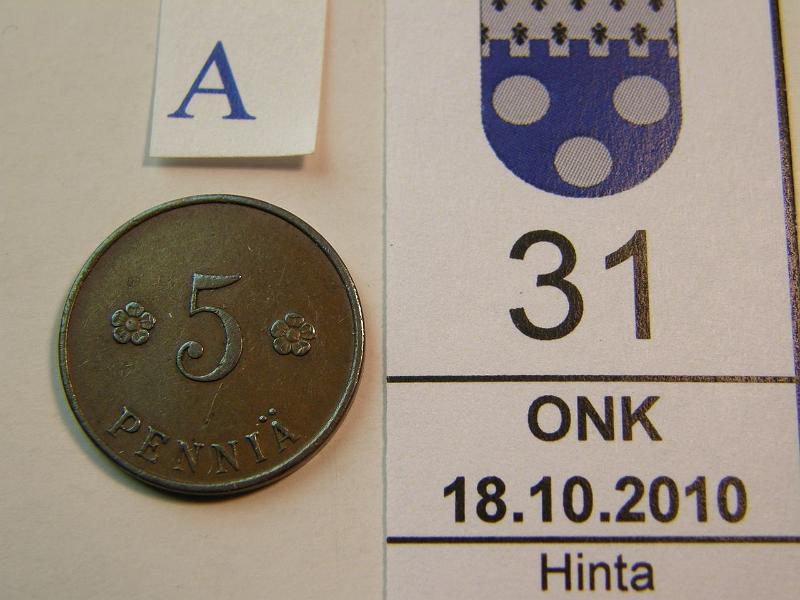 A
5
PENNIÄ
31
ONK
18.10.2010
Hinta